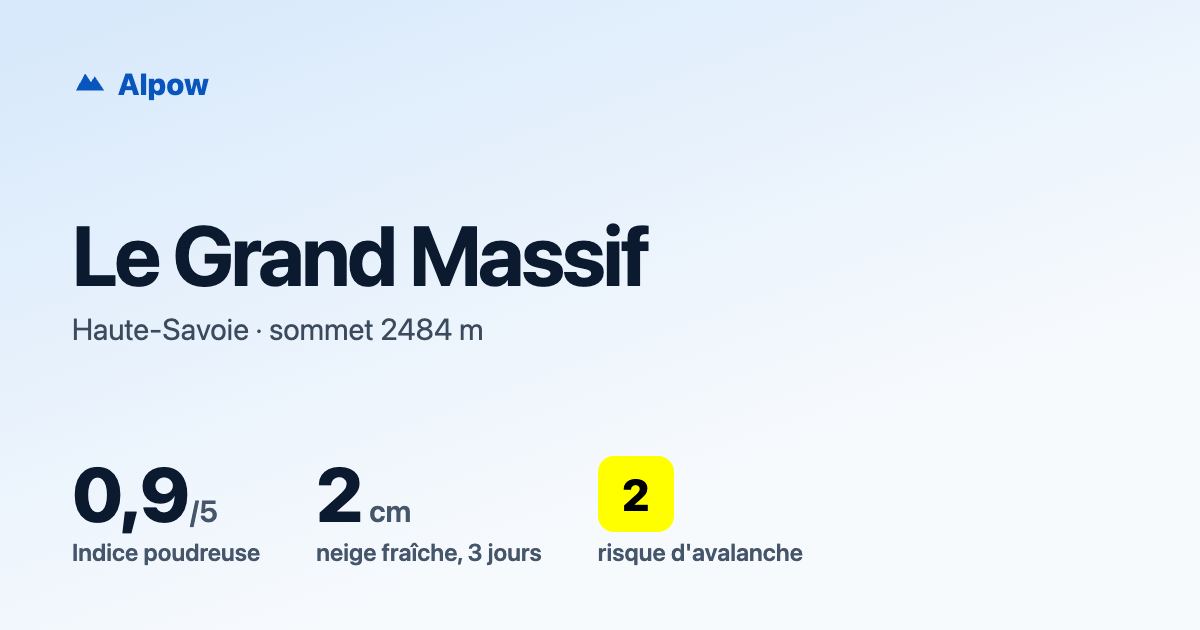 Alpow
Le Grand Massif
Haute-Savoie · sommet 2484 m
0,9/5
Indice poudreuse
2 cm
neige fraîche, 3 jours
2
risque d'avalanche